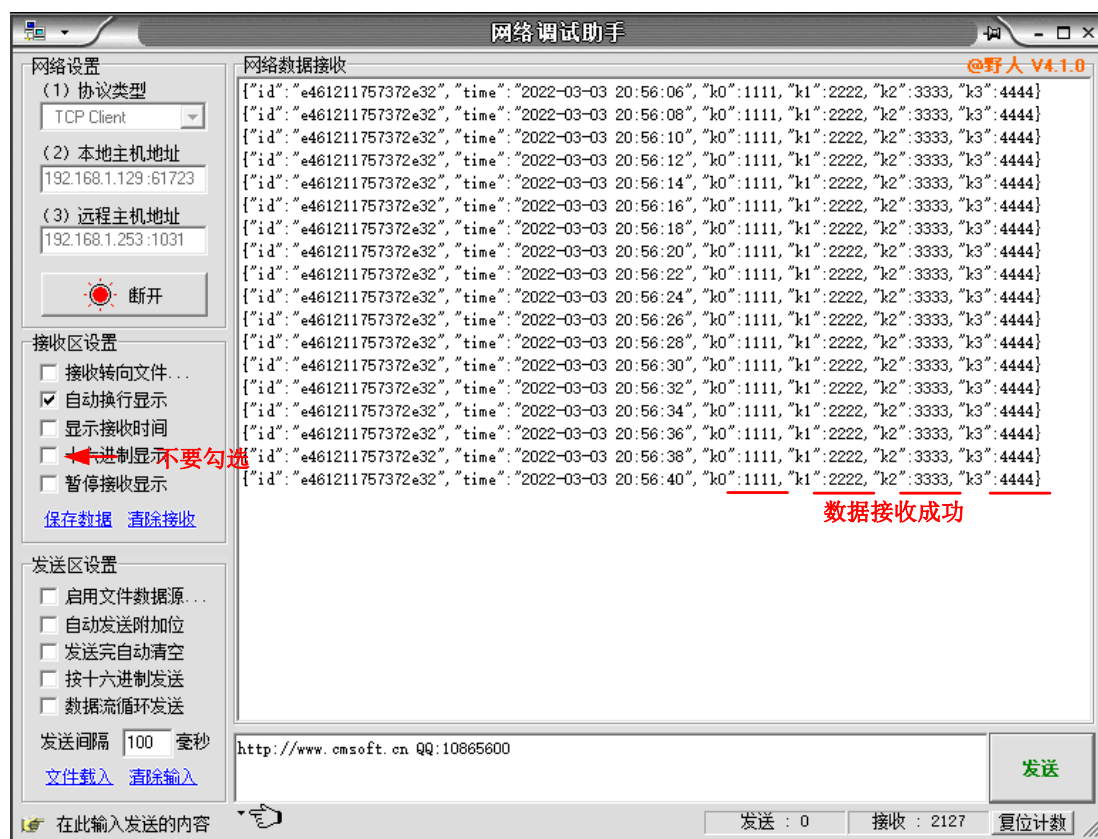 网络调试助手
网络设置
(1) 协议类型
TCP Client
(2) 本地主机地址
192.168.1.129:61723
(3) 远程主机地址
192.168.1.253:1031
断开
接收区设置
接收转向文件...
自动换行显示
显示接收时间
六进制显示 不要勾选
暂停接收显示
保存数据 清除接收
发送区设置
启用文件数据源...
自动发送附加位
发送完自动清空
按十六进制发送
数据流循环发送
发送间隔 100 毫秒
文件载入 清除输入
网络数据接收
@野人 V4.1.0
{"id":"e461211757372e32", "time":"2022-03-03 20:56:06", "k0":1111, "k1":2222, "k2":3333, "k3":4444}
{"id":"e461211757372e32", "time":"2022-03-03 20:56:08", "k0":1111, "k1":2222, "k2":3333, "k3":4444}
{"id":"e461211757372e32", "time":"2022-03-03 20:56:10", "k0":1111, "k1":2222, "k2":3333, "k3":4444}
{"id":"e461211757372e32", "time":"2022-03-03 20:56:12", "k0":1111, "k1":2222, "k2":3333, "k3":4444}
{"id":"e461211757372e32", "time":"2022-03-03 20:56:14", "k0":1111, "k1":2222, "k2":3333, "k3":4444}
{"id":"e461211757372e32", "time":"2022-03-03 20:56:16", "k0":1111, "k1":2222, "k2":3333, "k3":4444}
{"id":"e461211757372e32", "time":"2022-03-03 20:56:18", "k0":1111, "k1":2222, "k2":3333, "k3":4444}
{"id":"e461211757372e32", "time":"2022-03-03 20:56:20", "k0":1111, "k1":2222, "k2":3333, "k3":4444}
{"id":"e461211757372e32", "time":"2022-03-03 20:56:22", "k0":1111, "k1":2222, "k2":3333, "k3":4444}
{"id":"e461211757372e32", "time":"2022-03-03 20:56:24", "k0":1111, "k1":2222, "k2":3333, "k3":4444}
{"id":"e461211757372e32", "time":"2022-03-03 20:56:26", "k0":1111, "k1":2222, "k2":3333, "k3":4444}
{"id":"e461211757372e32", "time":"2022-03-03 20:56:28", "k0":1111, "k1":2222, "k2":3333, "k3":4444}
{"id":"e461211757372e32", "time":"2022-03-03 20:56:30", "k0":1111, "k1":2222, "k2":3333, "k3":4444}
{"id":"e461211757372e32", "time":"2022-03-03 20:56:32", "k0":1111, "k1":2222, "k2":3333, "k3":4444}
{"id":"e461211757372e32", "time":"2022-03-03 20:56:34", "k0":1111, "k1":2222, "k2":3333, "k3":4444}
{"id":"e461211757372e32", "time":"2022-03-03 20:56:36", "k0":1111, "k1":2222, "k2":3333, "k3":4444}
{"id":"e461211757372e32", "time":"2022-03-03 20:56:38", "k0":1111, "k1":2222, "k2":3333, "k3":4444}
{"id":"e461211757372e32", "time":"2022-03-03 20:56:40", "k0":1111, "k1":2222, "k2":3333, "k3":4444}
数据接收成功
http://www.cmsoft.cn QQ:10865600
发送
在此输入发送的内容
发送 : 0
接收 : 2127
复位计数